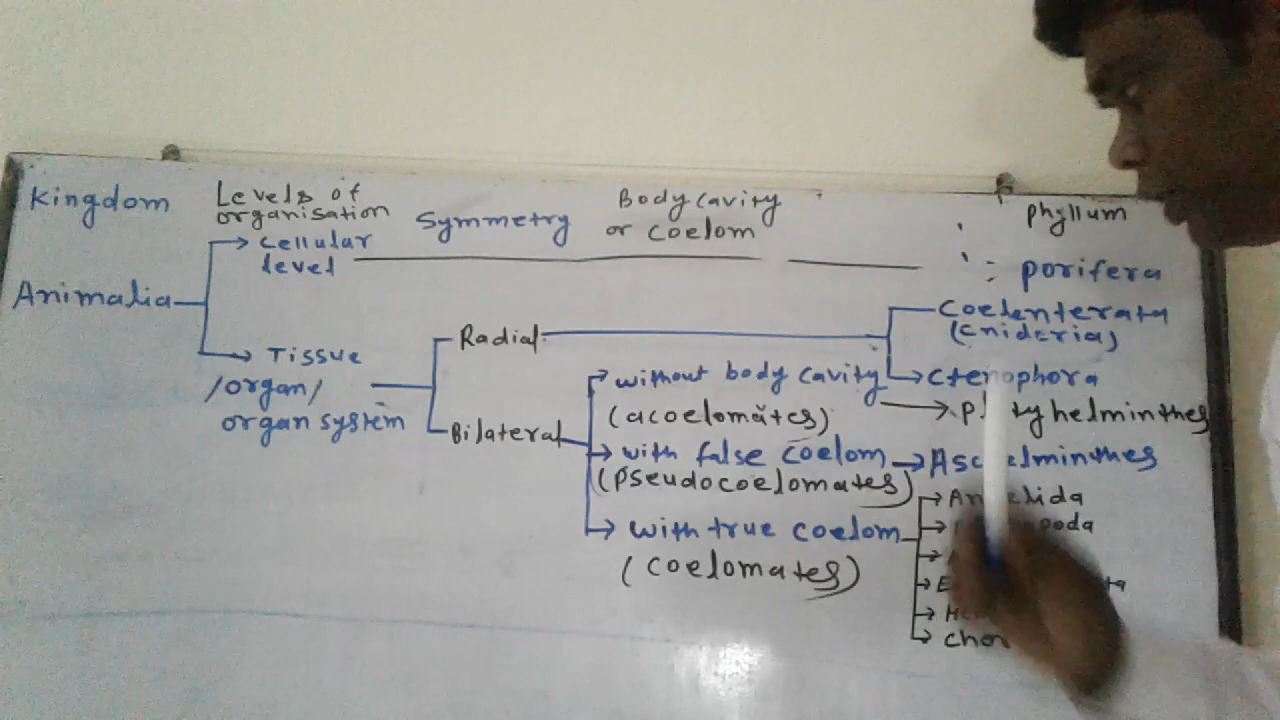 Kingdom
Levels of
organisation
Symmetry
Body cavity
or coelom
phyllum
Animalia
cellular
level
porifera
Tissue
/organ/
organ system
Radial
Coelenterata
(cnideria)
ctenophora
Bilateral
without body cavity
(acoelomates)
with false coelom
(pseudocoelomates)
with true coelom
(coelomates)